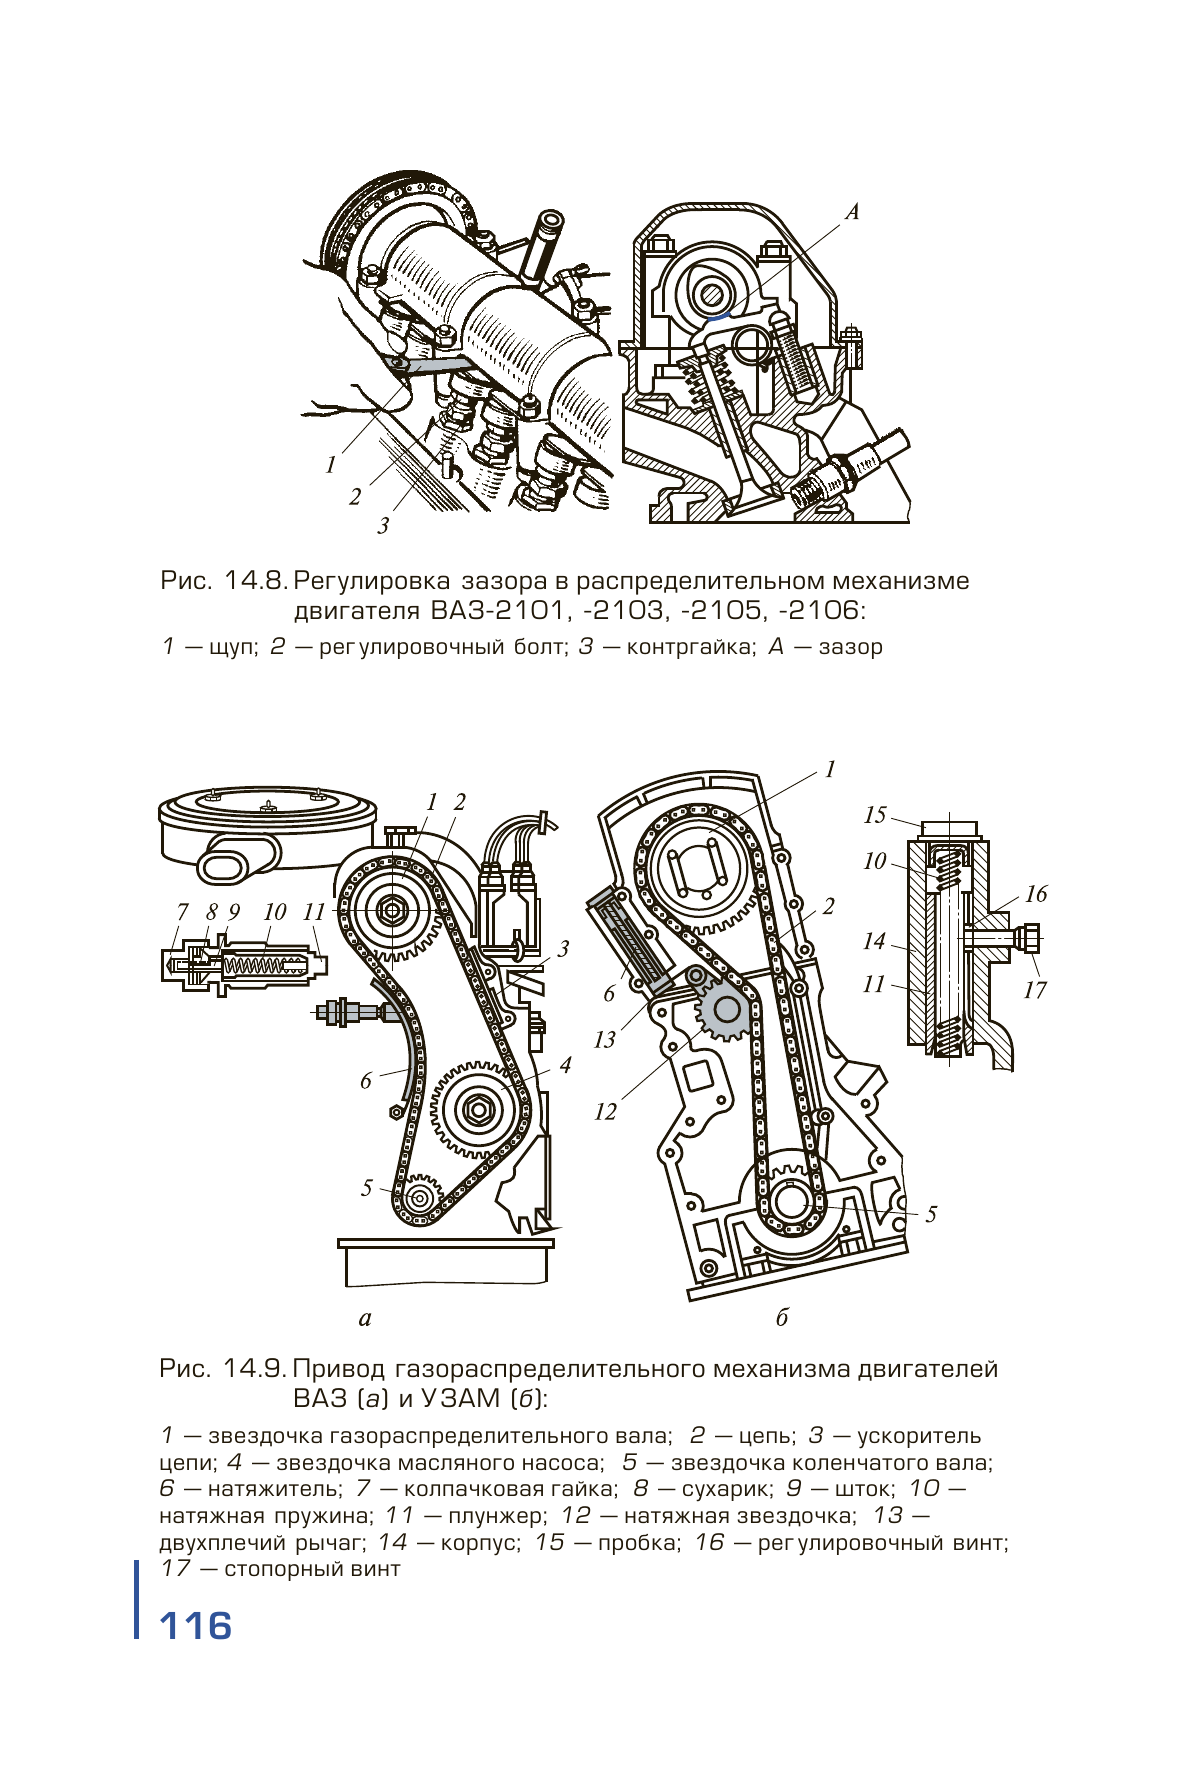 А
1
2
3
Рис. 14.8. Регулировка зазора в распределительном механизме
двигателя ВАЗ-2101, -2103, -2105, -2106:
1 — щуп; 2 — регулировочный болт; 3 — контргайка; А — зазор
1 2
7 8 9 10 11
3
6
4
5
а
1
2
6
13
12
5
б
15
10
16
14
11
17
Рис. 14.9. Привод газораспределительного механизма двигателей
ВАЗ (а) и УЗАМ (б):
1 — звездочка газораспределительного вала; 2 — цепь; 3 — ускоритель
цепи; 4 — звездочка масляного насоса; 5 — звездочка коленчатого вала;
6 — натяжитель; 7 — колпачковая гайка; 8 — сухарик; 9 — шток; 10 —
натяжная пружина; 11 — плунжер; 12 — натяжная звездочка; 13 —
двухплечий рычаг; 14 — корпус; 15 — пробка; 16 — регулировочный винт;
17 — стопорный винт
116